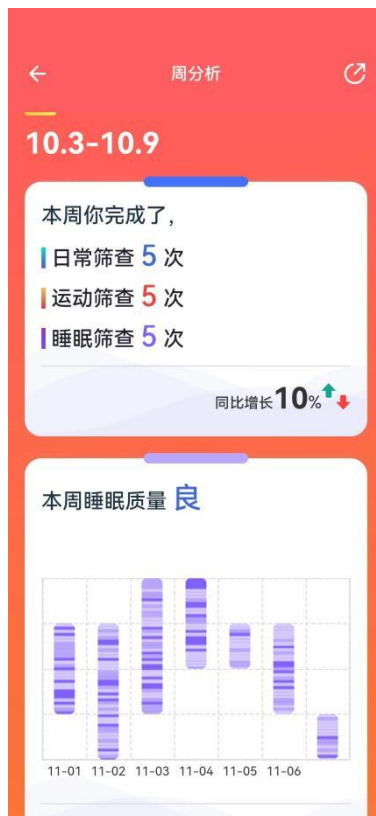 周分析
10.3-10.9
本周你完成了,
日常筛查 5 次
运动筛查 5 次
睡眠筛查 5 次
同比增长10%
本周睡眠质量 良
11-01 11-02 11-03 11-04 11-05 11-06